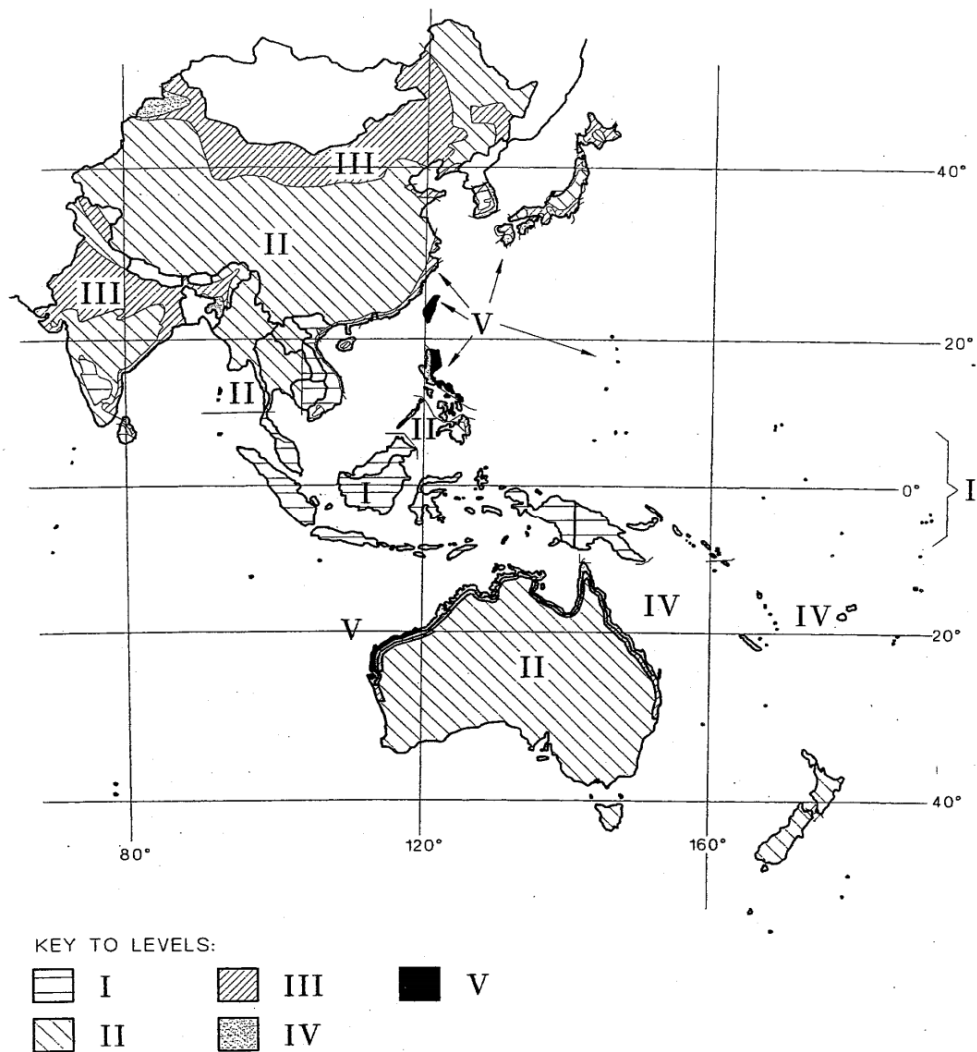 III
40°
II
III
V
20°
II
II
I
0°
I
I
IV
IV
V
20°
II
40°
80°
120°
160°
KEY TO LEVELS:
I III V
II IV